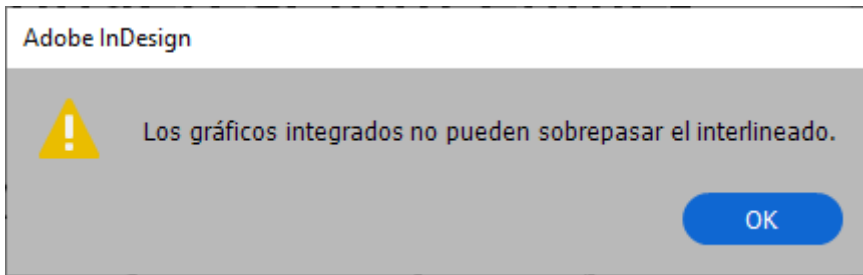 Adobe InDesign
Los gráficos integrados no pueden sobrepasar el interlineado.
OK